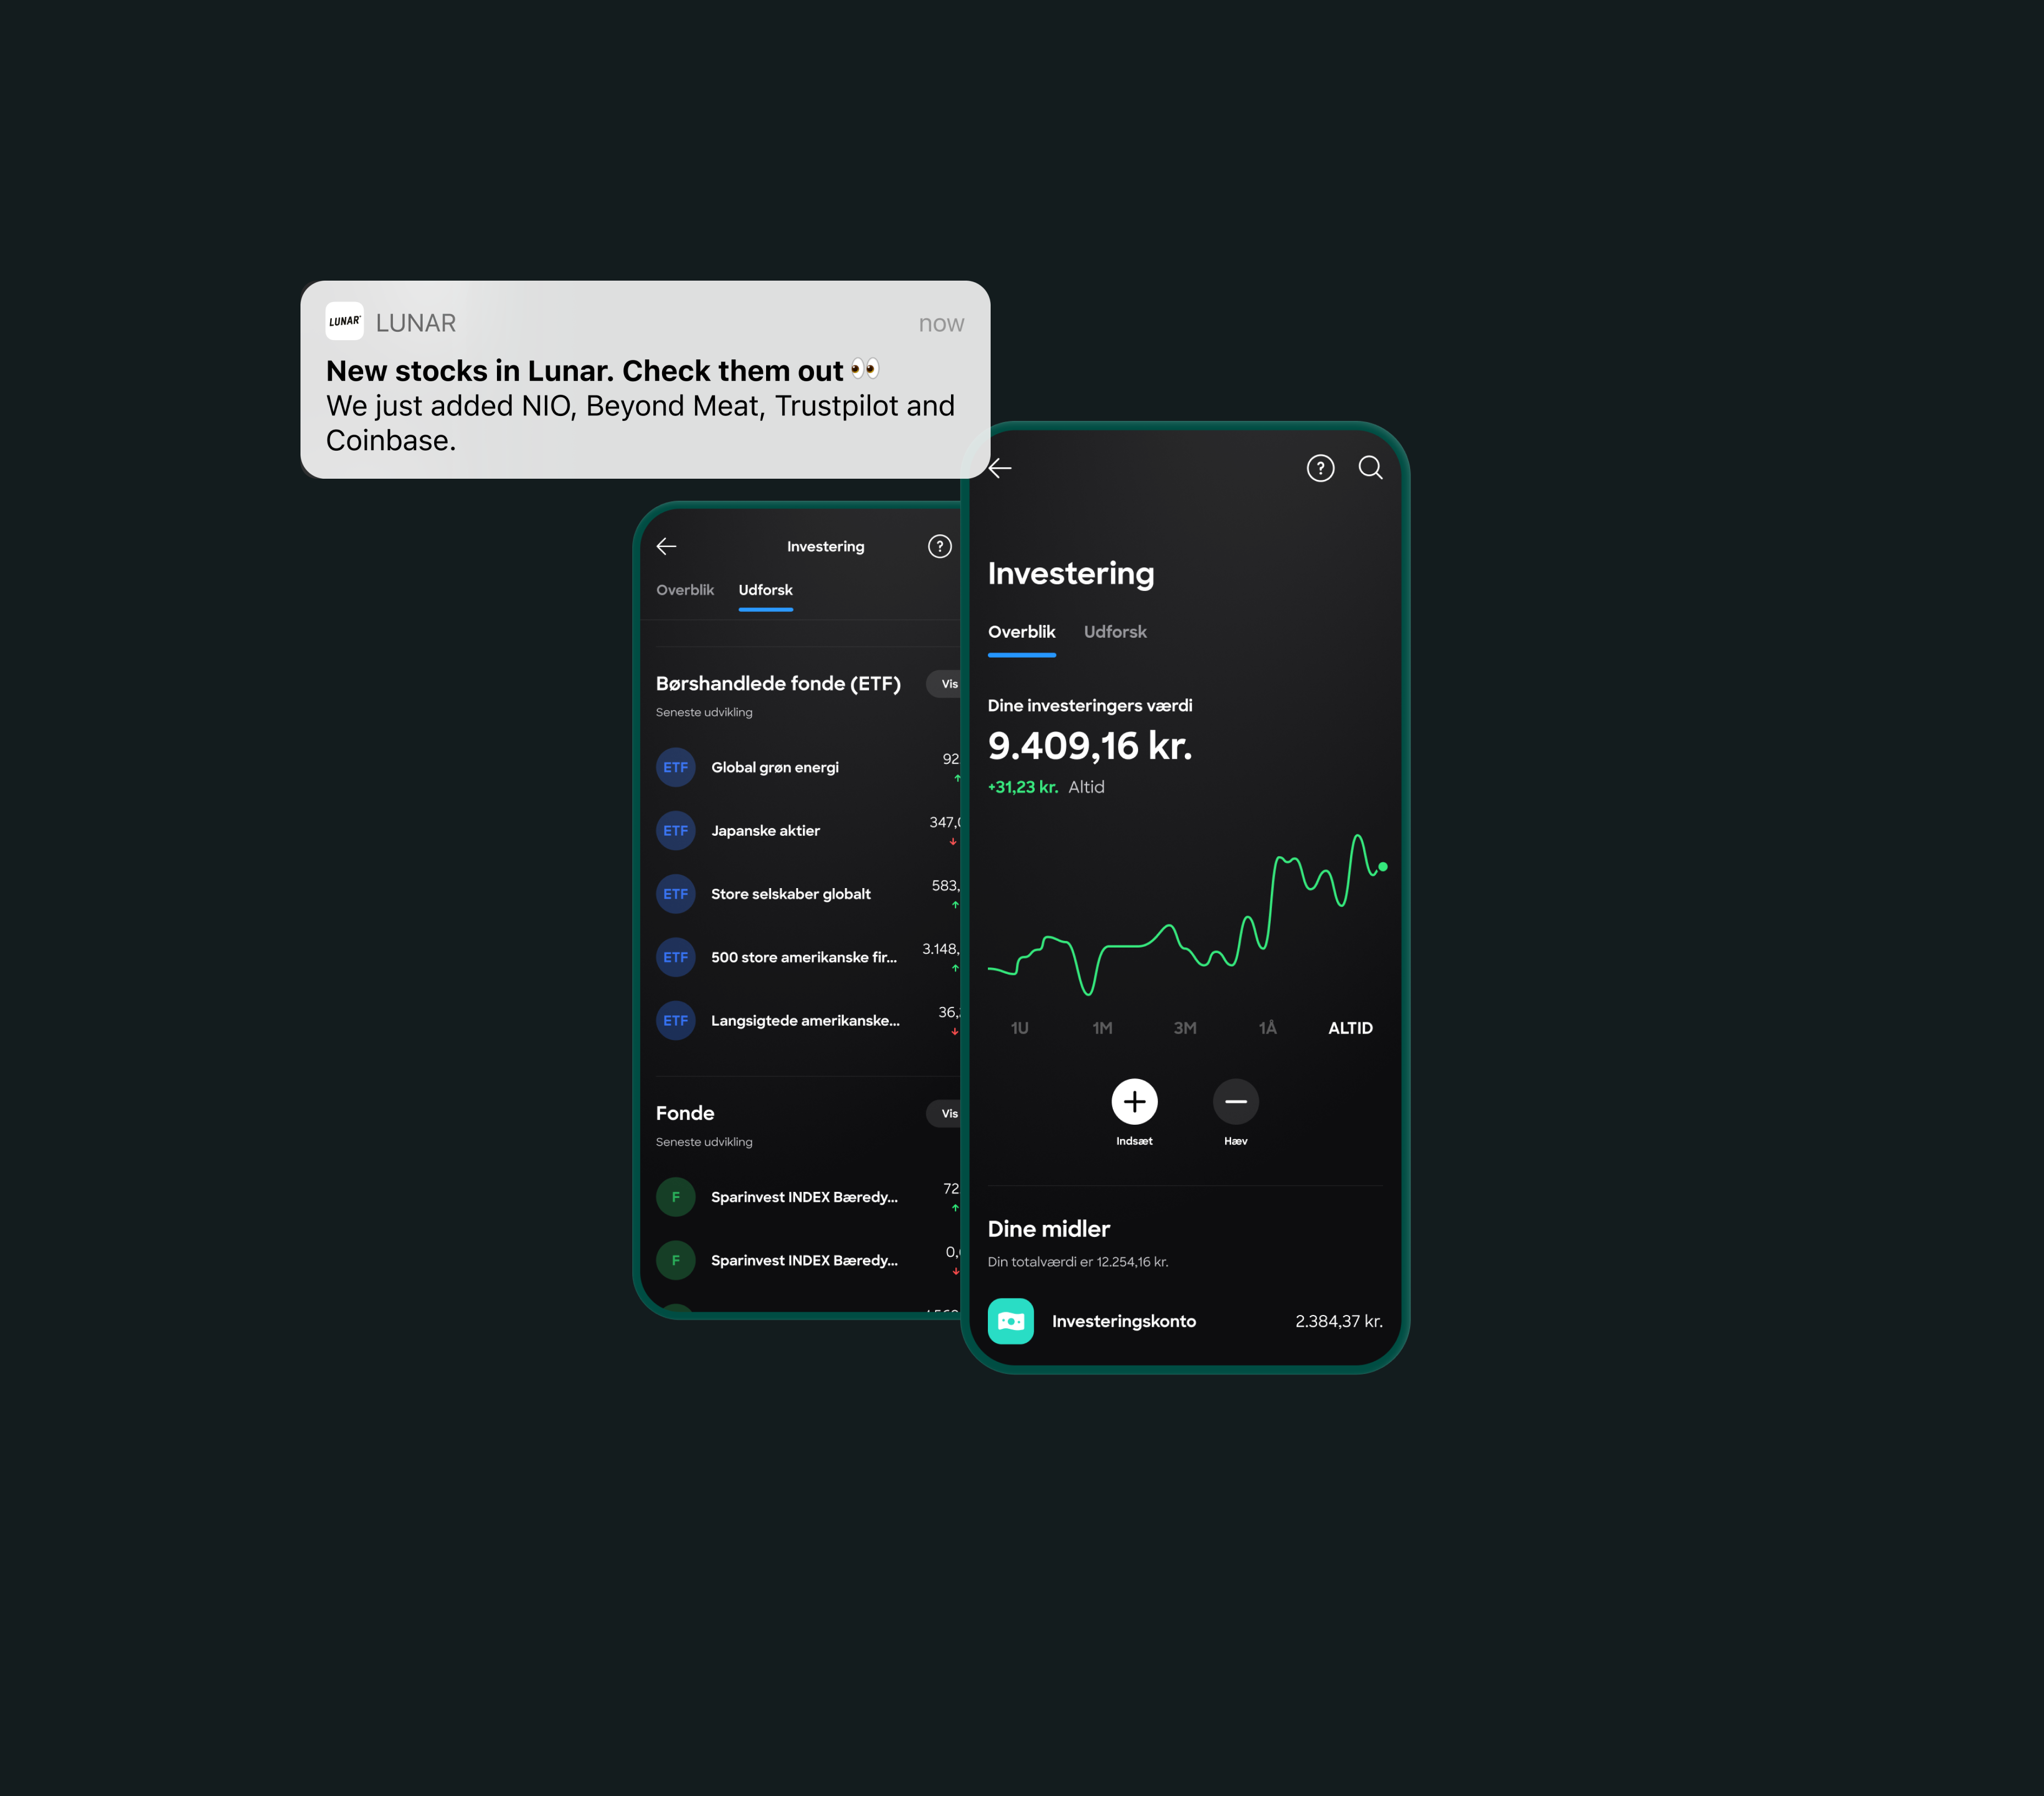 LUNAR
LUNAR
now
New stocks in Lunar. Check them out 👀
We just added NIO, Beyond Meat, Trustpilot and
Coinbase.
Investering
Overblik
Udforsk
Børshandlede fonde (ETF)
Vis
Seneste udvikling
ETF
Global grøn energi
92
ETF
Japanske aktier
347,
ETF
Store selskaber globalt
583,
ETF
500 store amerikanske fir...
3.148,
ETF
Langsigtede amerikanske...
36,
Fonde
Vis
Seneste udvikling
F
Sparinvest INDEX Bæredy...
72
F
Sparinvest INDEX Bæredy...
0,
Investering
Overblik
Udforsk
Dine investeringers værdi
9.409,16 kr.
+31,23 kr. Altid
1U
1M
3M
1Å
ALTID
Indsæt
Hæv
Dine midler
Din totalværdi er 12.254,16 kr.
Investeringskonto
2.384,37 kr.